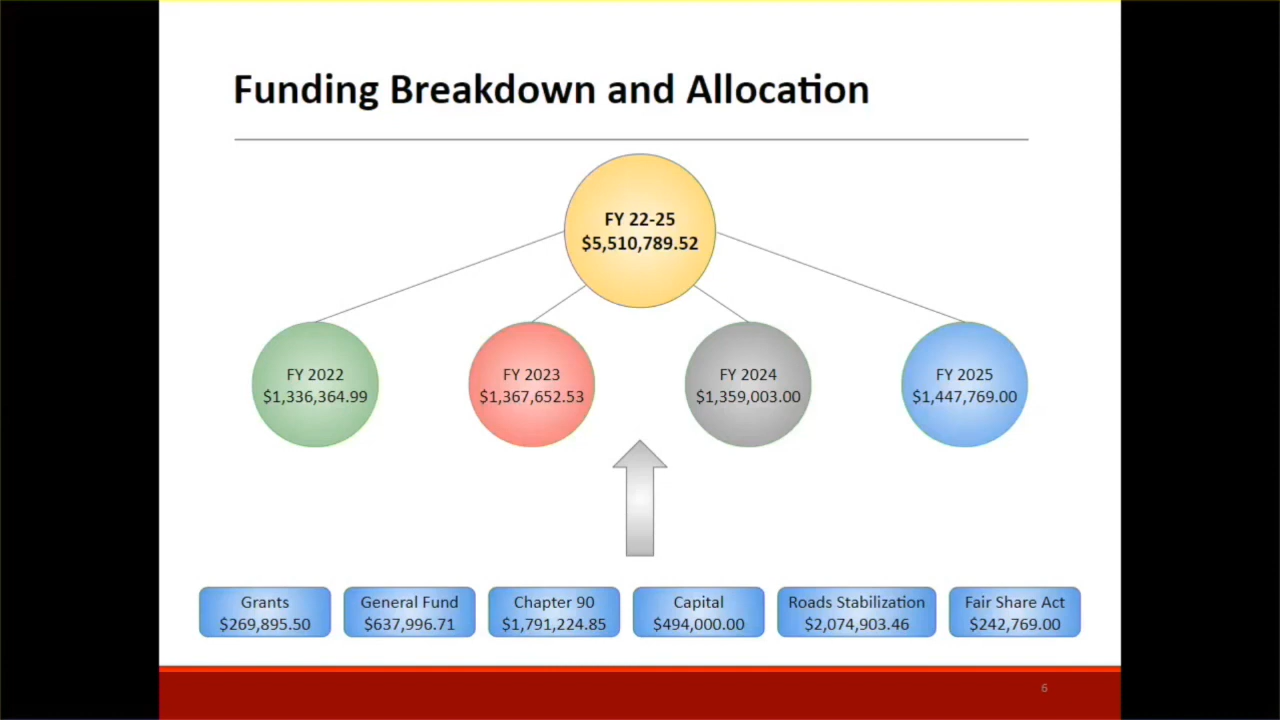 Funding Breakdown and Allocation
FY 22-25
$5,510,789.52
FY 2022
$1,336,364.99
FY 2023
$1,367,652.53
FY 2024
$1,359,003.00
FY 2025
$1,447,769.00
Grants
$269,895.50
General Fund
$637,996.71
Chapter 90
$1,791,224.85
Capital
$494,000.00
Roads Stabilization
$2,074,903.46
Fair Share Act
$242,769.00
6